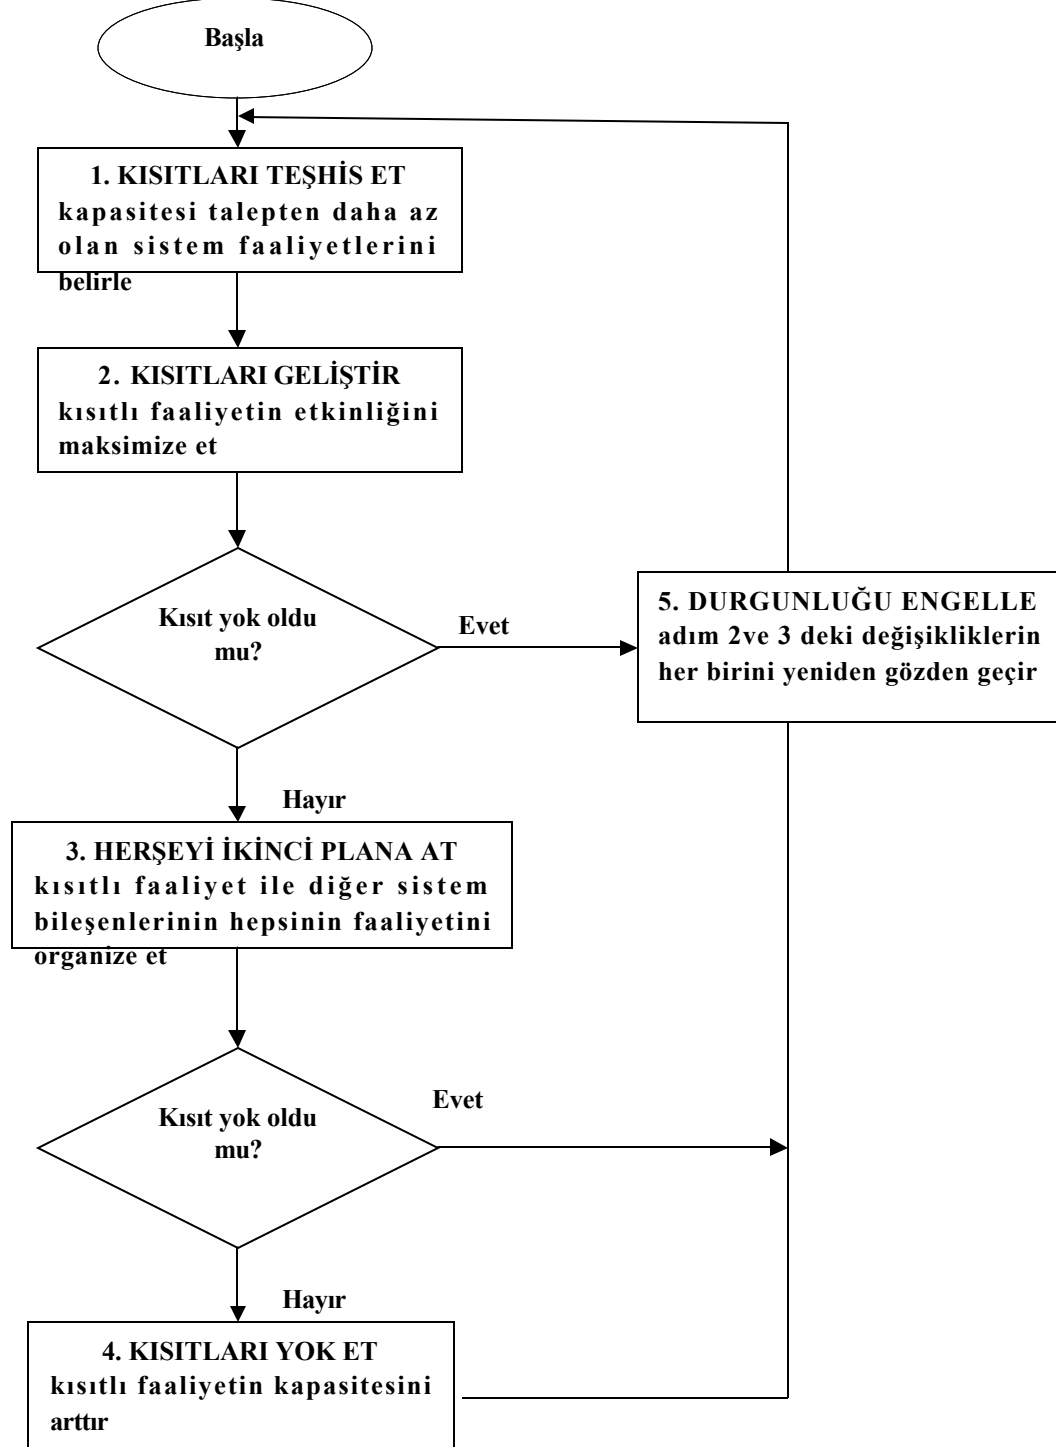 Başla
1. KISITLARI TEŞHİS ET
kapasitesi talepten daha az
olan sistem faaliyetlerini
belirle
2. KISITLARI GELİŞTİR
kısıtlı faaliyetin etkinliğini
maksimize et
Kısıt yok oldu
mu?
Evet
5. DURGUNLUĞU ENGELLE
adım 2ve 3 deki değişikliklerin
her birini yeniden gözden geçir
Hayır
3. HERŞEYİ İKİNCİ PLANA AT
kısıtlı faaliyet ile diğer sistem
bileşenlerinin hepsinin faaliyetini
organize et
Kısıt yok oldu
mu?
Evet
Hayır
4. KISITLARI YOK ET
kısıtlı faaliyetin kapasitesini
arttır